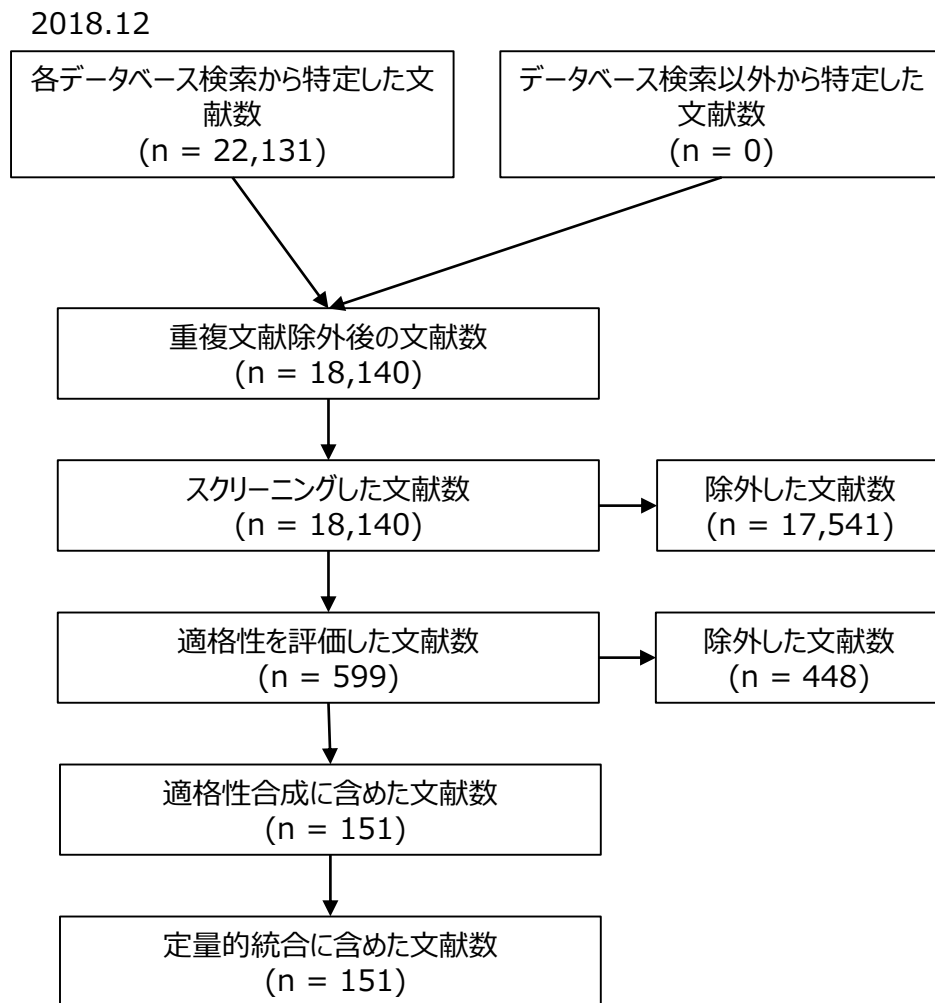 2018.12
各データベース検索から特定した文
献数
(n = 22,131)
データベース検索以外から特定した
文献数
(n = 0)
重複文献除外後の文献数
(n = 18,140)
スクリーニングした文献数
(n = 18,140)
除外した文献数
(n = 17,541)
適格性を評価した文献数
(n = 599)
除外した文献数
(n = 448)
適格性合成に含めた文献数
(n = 151)
定量的統合に含めた文献数
(n = 151)